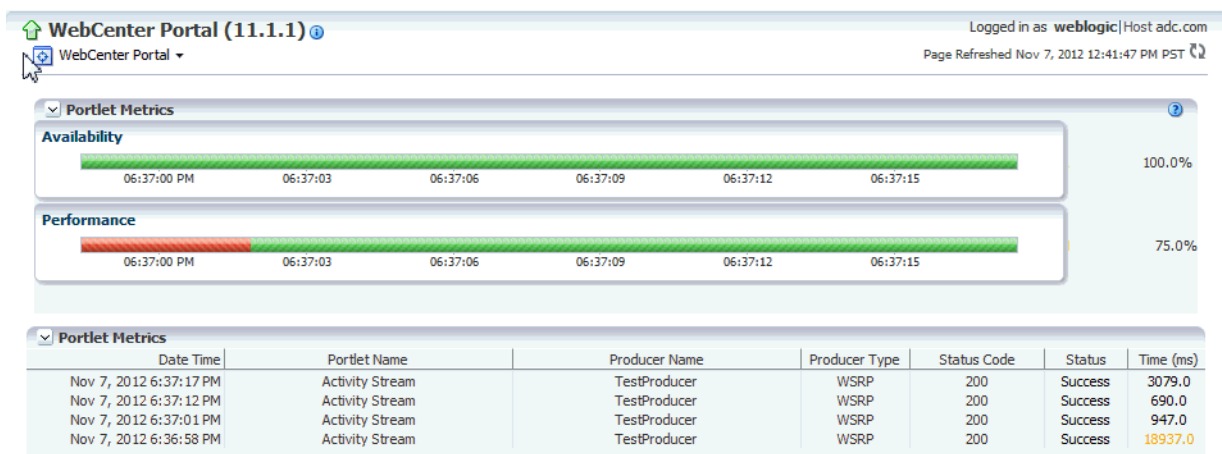 WebCenter Portal (11.1.1)
Logged in as weblogic|Host adc.com
WebCenter Portal
Page Refreshed Nov 7, 2012 12:41:47 PM PST
Portlet Metrics
Availability
06:37:00 PM 06:37:03 06:37:06 06:37:09 06:37:12 06:37:15
100.0%
Performance
06:37:00 PM 06:37:03 06:37:06 06:37:09 06:37:12 06:37:15
75.0%
Portlet Metrics
Date Time Portlet Name Producer Name Producer Type Status Code Status Time (ms)
Nov 7, 2012 6:37:17 PM Activity Stream TestProducer WSRP 200 Success 3079.0
Nov 7, 2012 6:37:12 PM Activity Stream TestProducer WSRP 200 Success 690.0
Nov 7, 2012 6:37:01 PM Activity Stream TestProducer WSRP 200 Success 947.0
Nov 7, 2012 6:36:58 PM Activity Stream TestProducer WSRP 200 Success 18937.0